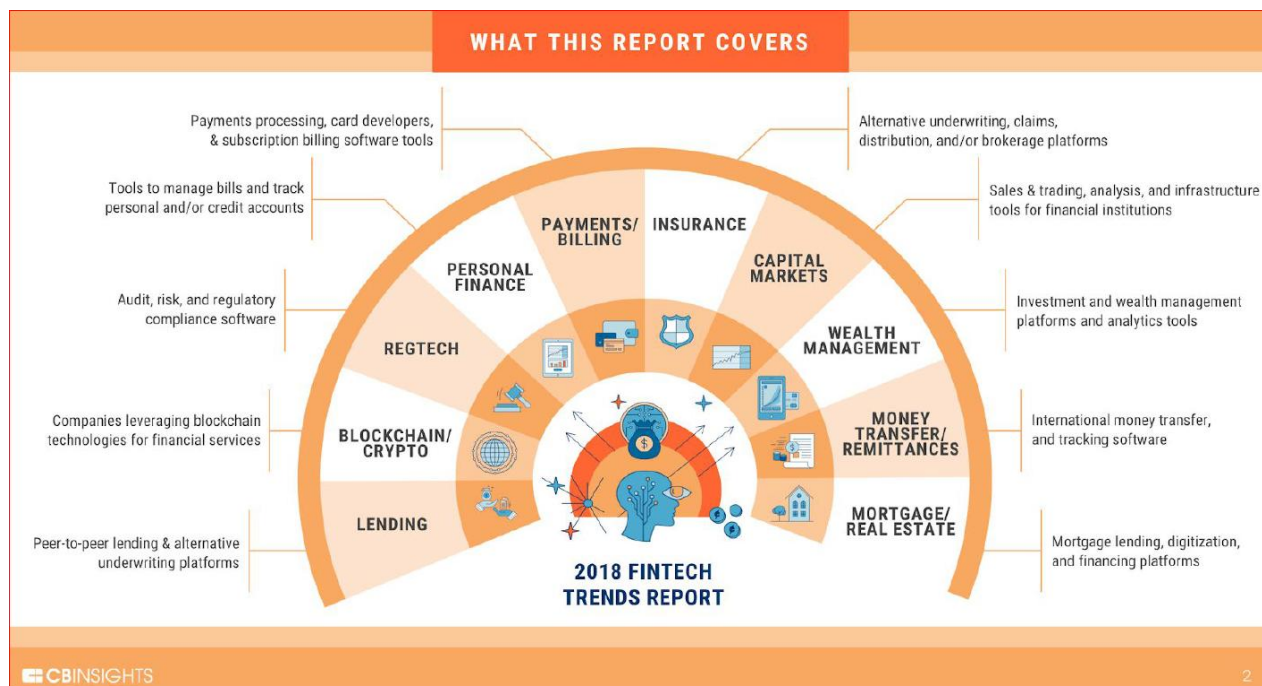 WHAT THIS REPORT COVERS
Payments processing, card developers,
& subscription billing software tools
Alternative underwriting, claims,
distribution, and/or brokerage platforms
Tools to manage bills and track
personal and/or credit accounts
Sales & trading, analysis, and infrastructure
tools for financial institutions
Audit, risk, and regulatory
compliance software
Investment and wealth management
platforms and analytics tools
Companies leveraging blockchain
technologies for financial services
International money transfer,
and tracking software
Peer-to-peer lending & alternative
underwriting platforms
Mortgage lending, digitization,
and financing platforms
LENDING
BLOCKCHAIN/
CRYPTO
REGTECH
PERSONAL
FINANCE
PAYMENTS/
BILLING
INSURANCE
CAPITAL
MARKETS
WEALTH
MANAGEMENT
MONEY
TRANSFER/
REMITTANCES
MORTGAGE/
REAL ESTATE
$
2018 FINTECH
TRENDS REPORT
CBINSIGHTS
2